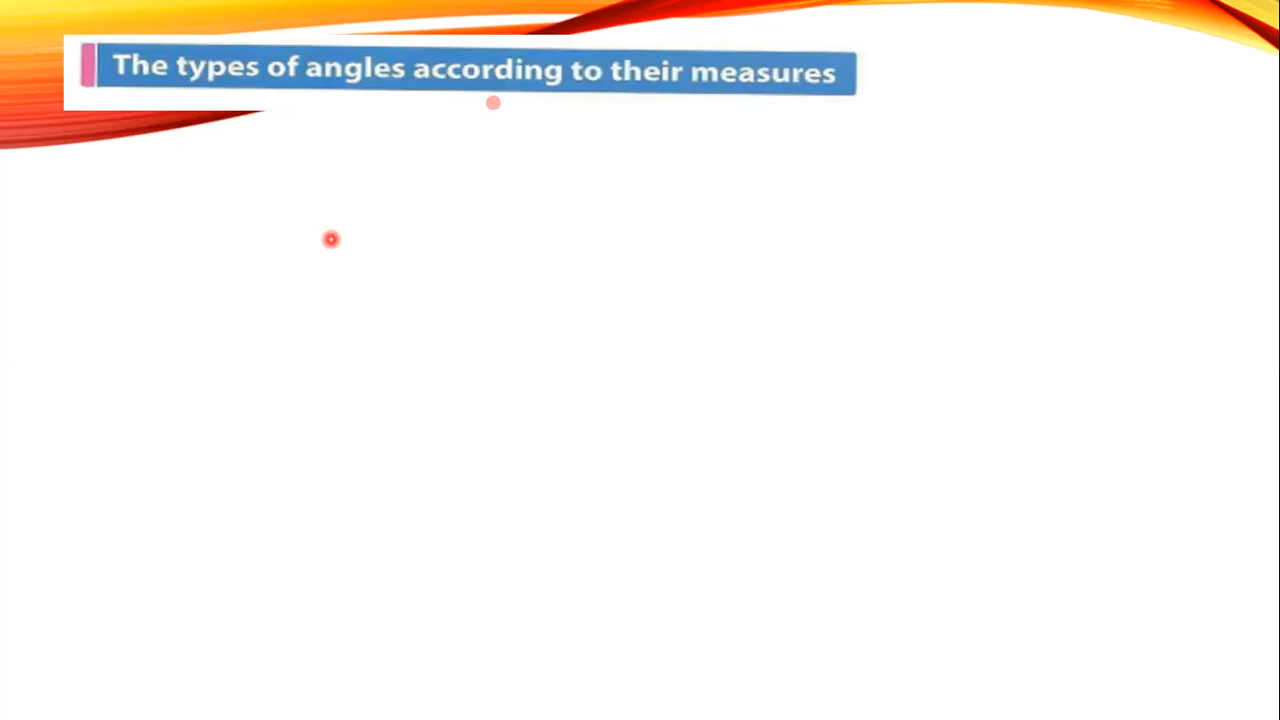 The types of angles according to their measures